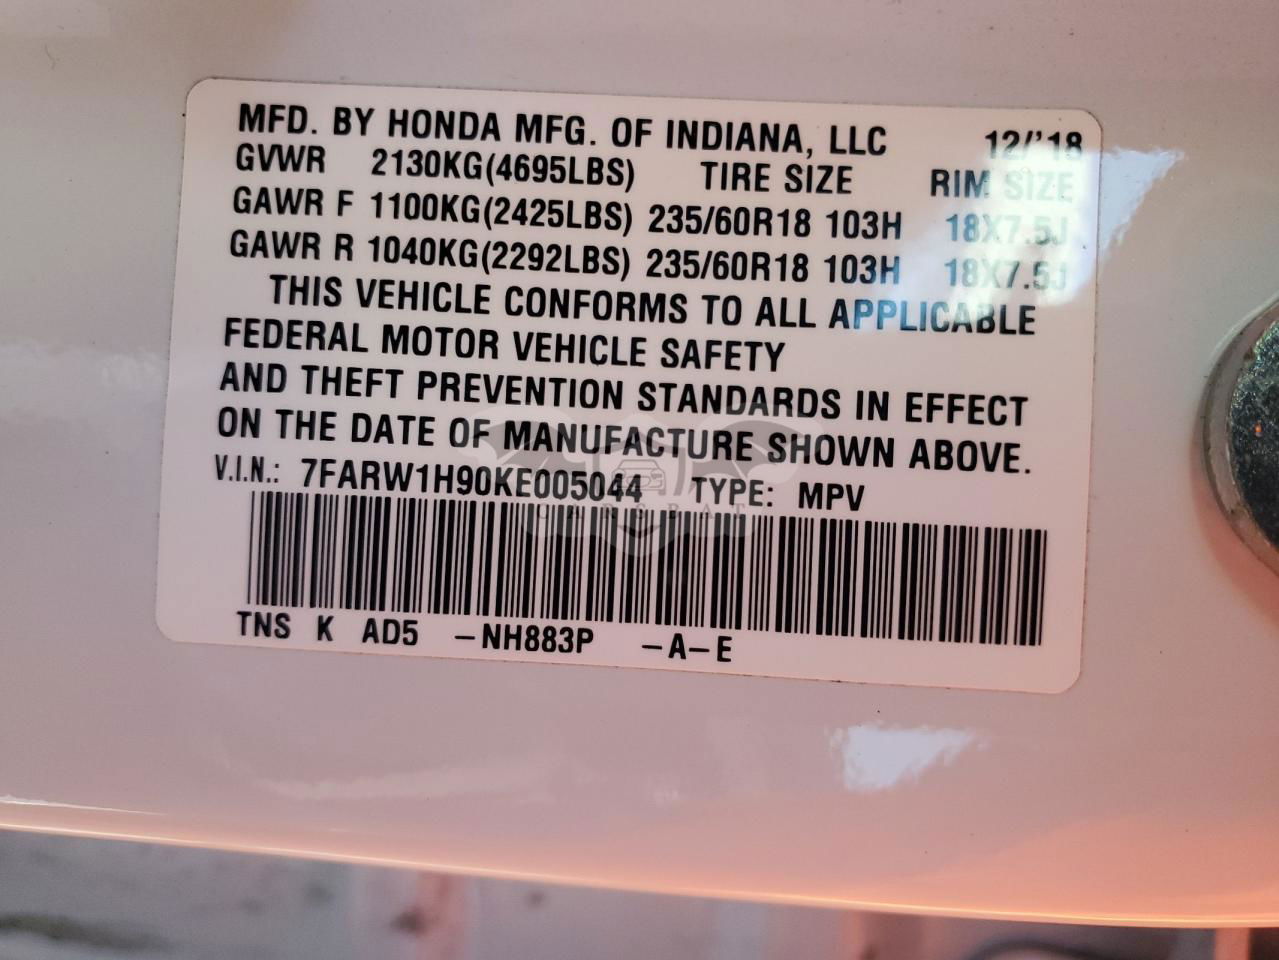 MFD. BY HONDA MFG. OF INDIANA, LLC 12/'18
GVWR 2130KG(4695LBS) TIRE SIZE RIM SIZE
GAWR F 1100KG(2425LBS) 235/60R18 103H 18X7.5J
GAWR R 1040KG(2292LBS) 235/60R18 103H 18X7.5J
THIS VEHICLE CONFORMS TO ALL APPLICABLE
FEDERAL MOTOR VEHICLE SAFETY
AND THEFT PREVENTION STANDARDS IN EFFECT
ON THE DATE OF MANUFACTURE SHOWN ABOVE.
V.I.N.: 7FARW1H90KE005044 TYPE: MPV
CARSBAT
TNS K AD5 -NH883P -A-E